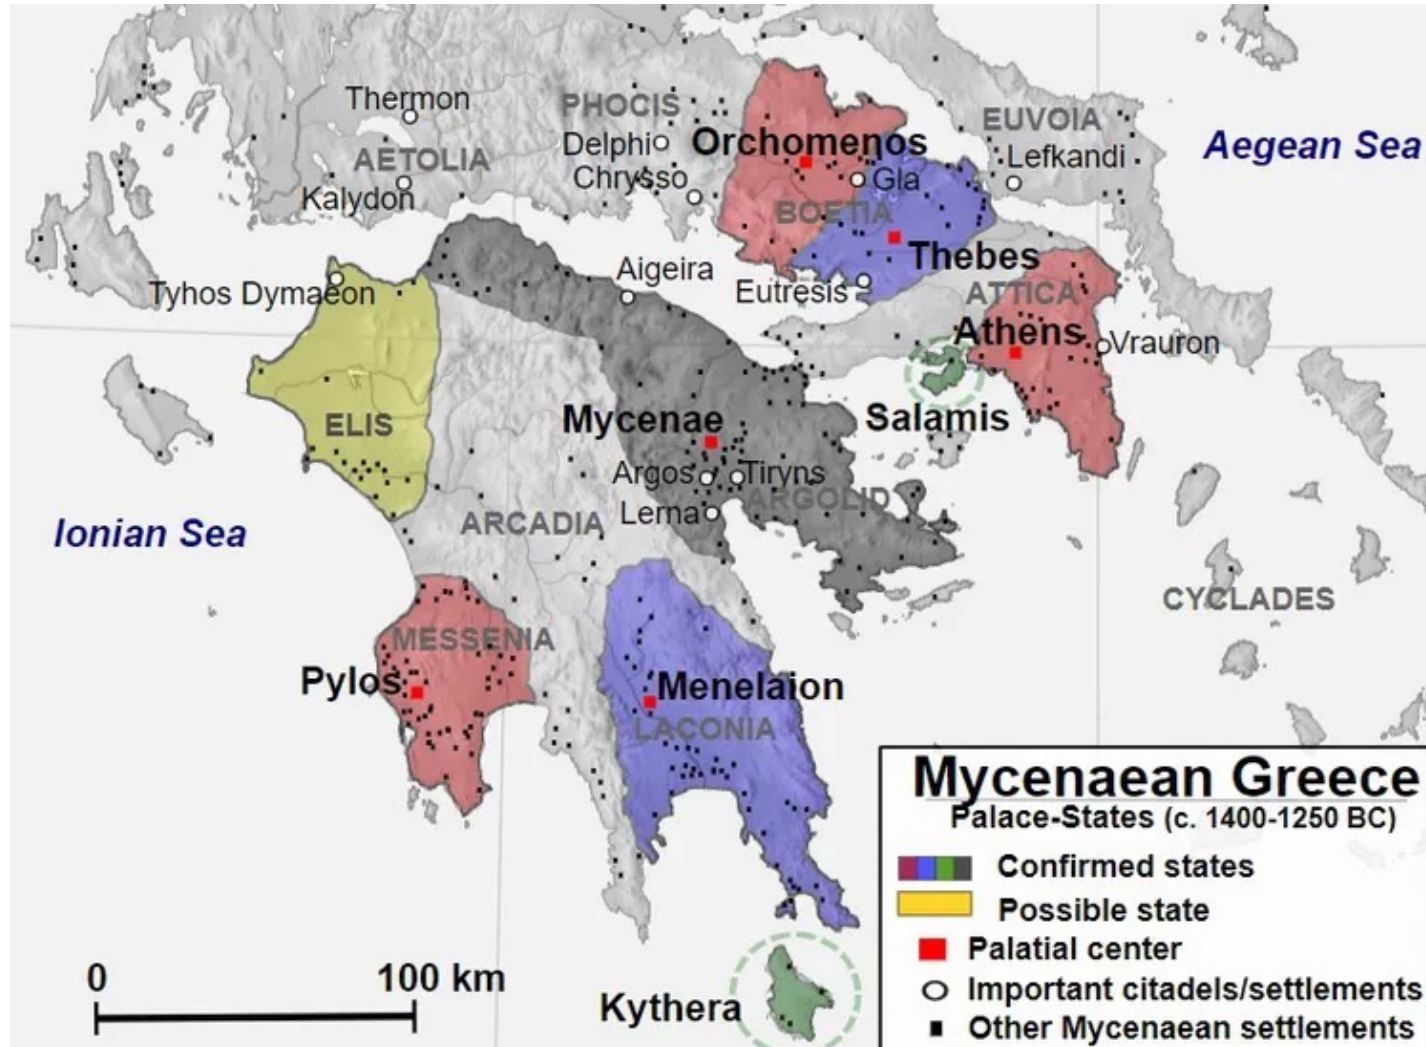 Thermon
PHOCIS
EUVOIA
Delphi
Orchomenos
Aegean Sea
AETOLIA
Lefkandi
Chrysso
Gla
Kalydon
BOETIA
Thebes
Aigeira
Tyhos Dymaeon
Eutresis
ATTICA
Athens
Vrauron
Mycenae
Salamis
ELIS
Argos
Tiryns
ARGOLID
Lerna
ARCADIA
Ionian Sea
CYCLADES
MESSENIA
Pylos
Menelaion
LACONIA
Kythera
0 100 km
Mycenaean Greece
Palace-States (c. 1400-1250 BC)
Confirmed states
Possible state
Palatial center
Important citadels/settlements
Other Mycenaean settlements